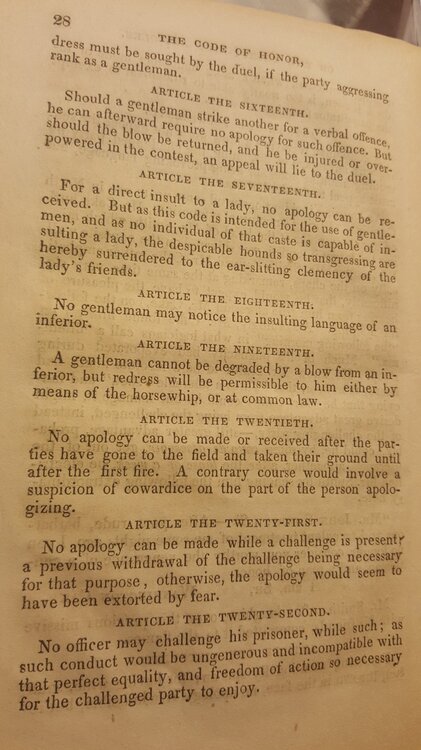 28
THE CODE OF HONOR,
dress must be sought by the duel, if the party aggressing
rank as a gentleman.
ARTICLE THE SIXTEENTH.
Should a gentleman strike another for a verbal offence,
he can afterward require no apology for such offence. But
should the blow be returned, and he be injured or over-
powered in the contest, an appeal will lie to the duel.
ARTICLE THE SEVENTEENTH.
For a direct insult to a lady, no apology can be re-
ceived. But as this code is intended for the use of gentle-
men, and as no individual of that caste is capable of in-
sulting a lady, the despicable hounds so transgressing are
hereby surrendered to the ear-slitting clemency of the
lady's friends.
ARTICLE THE EIGHTEENTH.
No gentleman may notice the insulting language of an
inferior.
ARTICLE THE NINETEENTH.
A gentleman cannot be degraded by a blow from an in-
ferior, but redress will be permissible to him either by
means of the horsewhip, or at common law.
ARTICLE THE TWENTIETH.
No apology can be made or received after the par-
ties have gone to the field and taken their ground until
after the first fire. A contrary course would involve a
suspicion of cowardice on the part of the person apolo-
gizing.
ARTICLE THE TWENTY-FIRST.
No apology can be made while a challenge is present;
a previous withdrawal of the challenge being necessary
for that purpose, otherwise, the apology would seem to
have been extorted by fear.
ARTICLE THE TWENTY-SECOND.
No officer may challenge his prisoner, while such; as
such conduct would be ungenerous and incompatible with
that perfect equality, and freedom of action so necessary
for the challenged party to enjoy.